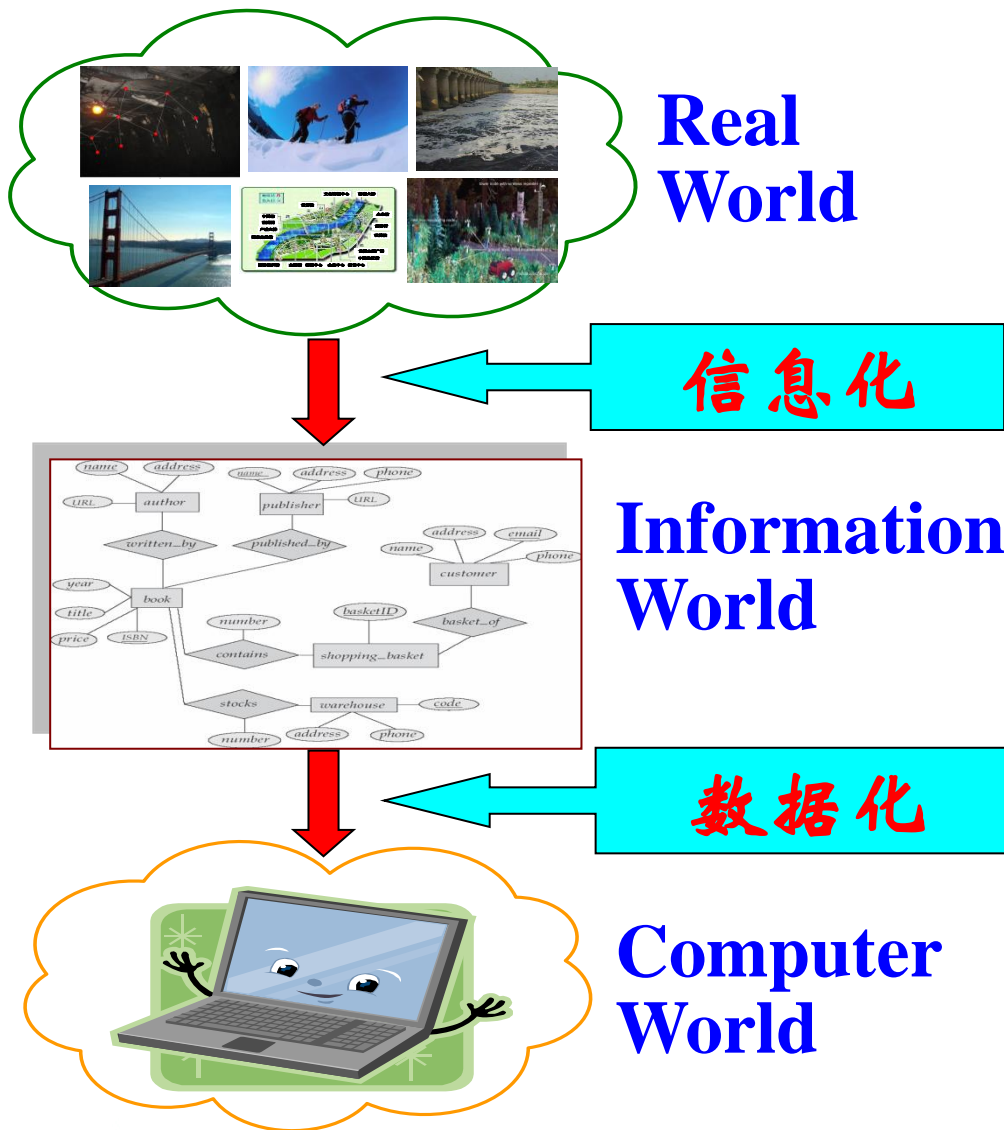 Real
World
信息化
name
address
name
address
phone
URL
author
publisher
URL
written_by
published_by
address
email
name
phone
customer
year
book
title
basketID
number
basket_of
price
ISBN
contains
shopping_basket
stocks
warehouse
code
number
address
phone
Information
World
数据化
Computer
World